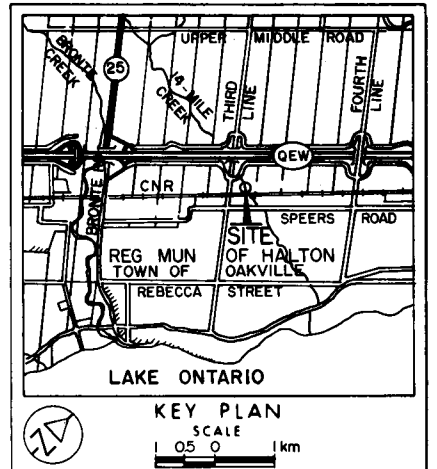 UPPER MIDDLE ROAD
BRONTE
CREEK
25
14-MILE
CREEK
THIRD
LINE
FOURTH
LINE
QEW
BRONTE
CNR
SPEERS ROAD
SITE
REG MUN OF HALTON
TOWN OF OAKVILLE
REBECCA STREET
LAKE ONTARIO
KEY PLAN
SCALE
1 0.5 0 1 km
N